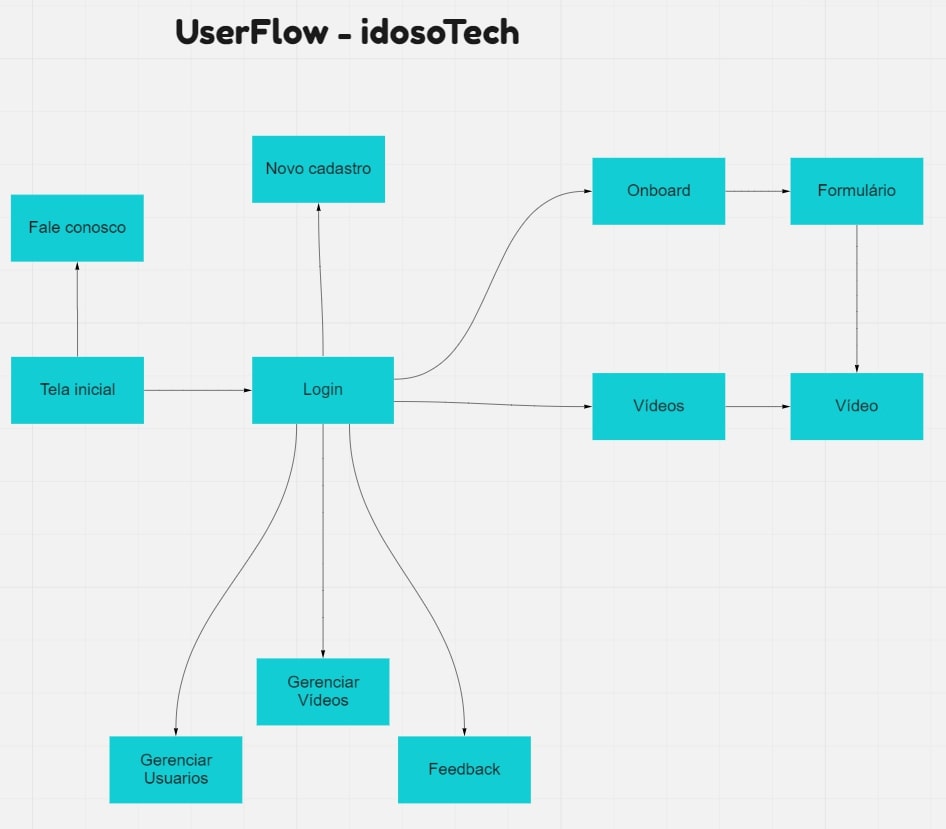 UserFlow - idosoTech
Novo cadastro
Onboard
Formulário
Fale conosco
Tela inicial
Login
Vídeos
Vídeo
Gerenciar
Vídeos
Gerenciar
Usuarios
Feedback